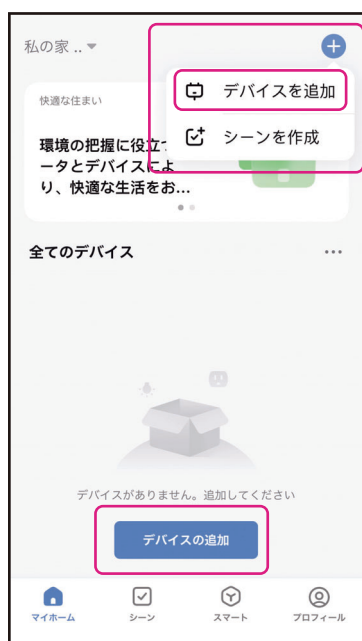 私の家 ..
デバイスを追加
シーンを作成
快適な住まい
環境の把握に役立つ
ータとデバイスによ
り、快適な生活をお...
全てのデバイス
デバイスがありません。追加してください
デバイスの追加
マイホーム
シーン
スマート
プロフィール